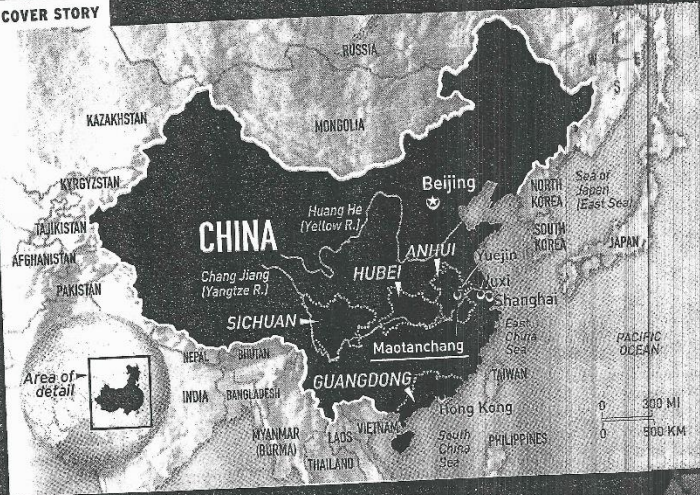 COVER STORY
RUSSIA
N
W
E
S
KAZAKHSTAN
MONGOLIA
KYRGYZSTAN
Beijing
NORTH
KOREA
Sea of
Japan
(East Sea)
Huang He
(Yellow R.)
TAJIKISTAN
CHINA
SOUTH
KOREA
JAPAN
AFGHANISTAN
ANHUI
Yuejin
Chang Jiang
(Yangtze R.)
HUBEI
PAKISTAN
Wuxi
Shanghai
SICHUAN
East
China
Sea
PACIFIC
OCEAN
Maotanchang
NEPAL
BHUTAN
Area of
detail
GUANGDONG
TAIWAN
INDIA
BANGLADESH
Hong Kong
0 300 MI
0 500 KM
MYANMAR
(BURMA)
LAOS
VIETNAM
South
China
Sea
PHILIPPINES
THAILAND